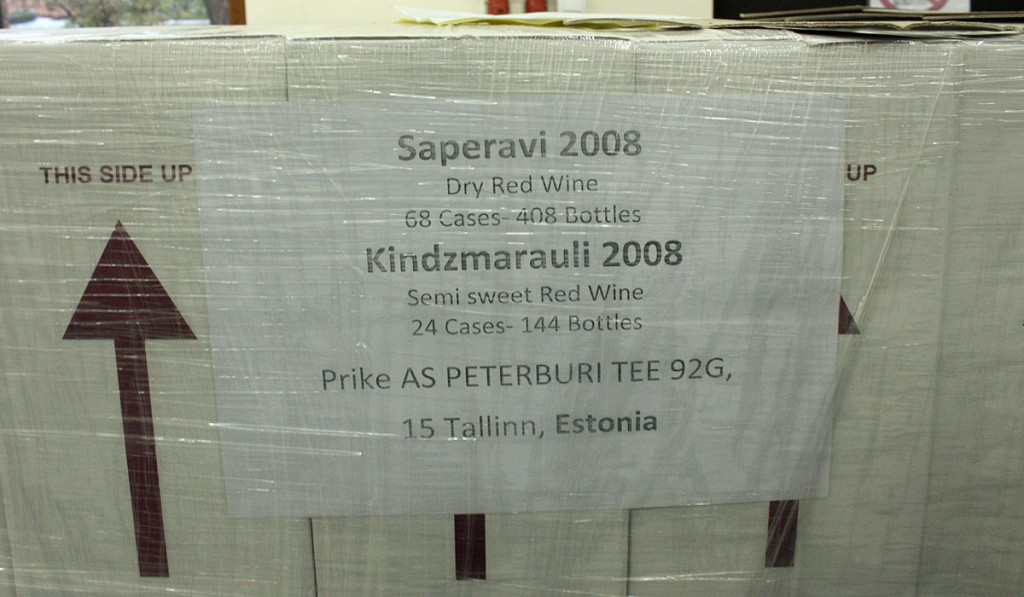 THIS SIDE UP
Saperavi 2008
Dry Red Wine
68 Cases- 408 Bottles
Kindzmarauli 2008
Semi sweet Red Wine
24 Cases- 144 Bottles
Prike AS PETERBURI TEE 92G,
15 Tallinn, Estonia
UP